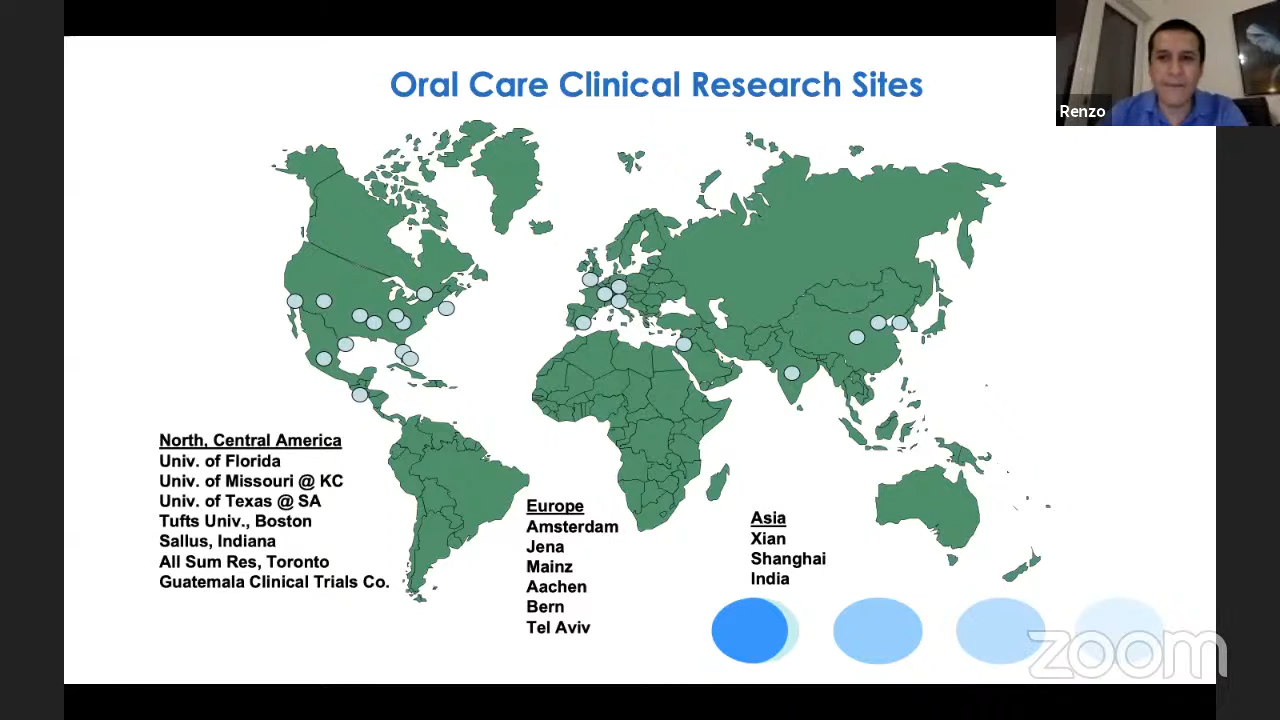 Oral Care Clinical Research Sites
Renzo
North, Central America
Univ. of Florida
Univ. of Missouri @ KC
Univ. of Texas @ SA
Tufts Univ., Boston
Sallus, Indiana
All Sum Res, Toronto
Guatemala Clinical Trials Co.
Europe
Amsterdam
Jena
Mainz
Aachen
Bern
Tel Aviv
Asia
Xian
Shanghai
India
zoom